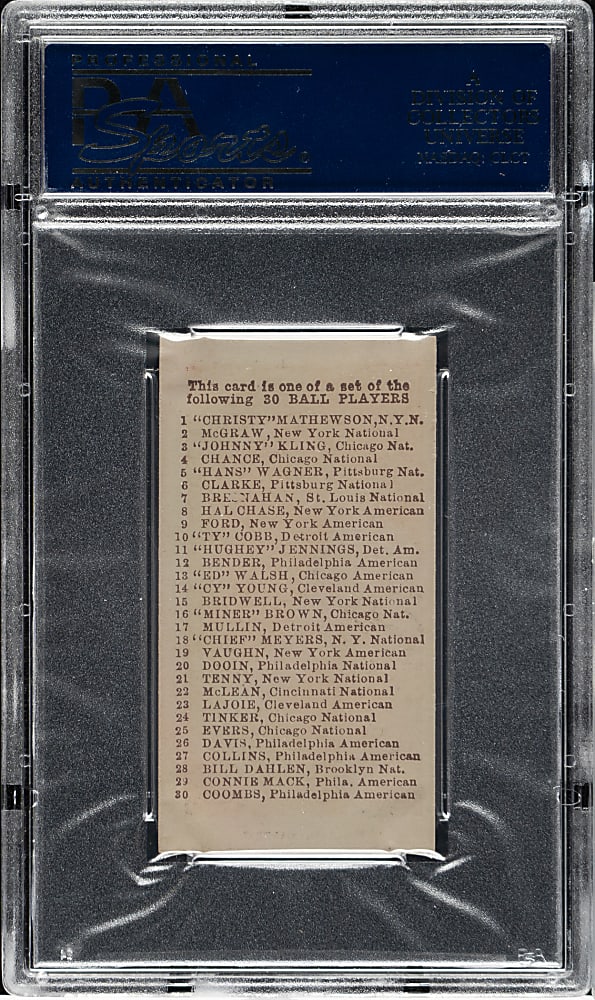 PROFESSIONAL
PSA
Sports
AUTHENTICATOR
A
DIVISION OF
COLLECTORS
UNIVERSE
NASDAQ: CLCT
This card is one of a set of the
following 30 BALL PLAYERS
1 "CHRISTY" MATHEWSON, N.Y.N.
2 McGRAW, New York National
3 "JOHNNY" KLING, Chicago Nat.
4 CHANCE, Chicago National
5 "HANS" WAGNER, Pittsburg Nat.
6 CLARKE, Pittsburg National
7 BRESNAHAN, St. Louis National
8 HAL CHASE, New York American
9 FORD, New York American
10 "TY" COBB, Detroit American
11 "HUGHEY" JENNINGS, Det. Am.
12 BENDER, Philadelphia American
13 "ED" WALSH, Chicago American
14 "CY" YOUNG, Cleveland American
15 BRIDWELL, New York National
16 "MINER" BROWN, Chicago Nat.
17 MULLIN, Detroit American
18 "CHIEF" MEYERS, N. Y. National
19 VAUGHN, New York American
20 DOOIN, Philadelphia National
21 TENNY, New York National
22 McLEAN, Cincinnati National
23 LAJOIE, Cleveland American
24 TINKER, Chicago National
25 EVERS, Chicago National
26 DAVIS, Philadelphia American
27 COLLINS, Philadelphia American
28 BILL DAHLEN, Brooklyn Nat.
29 CONNIE MACK, Phila. American
30 COOMBS, Philadelphia American
PSA